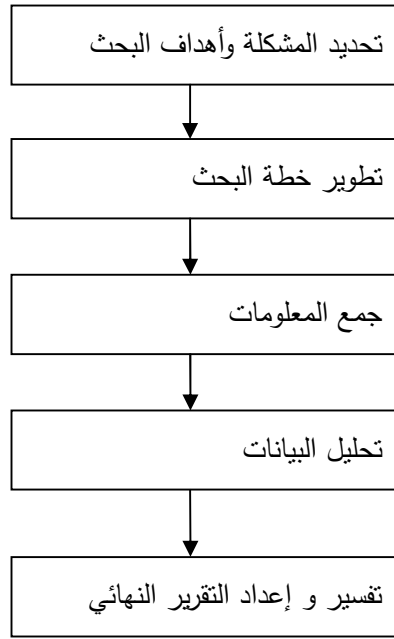 تحديد المشكلة وأهداف البحث
تطوير خطة البحث
جمع المعلومات
تحليل البيانات
تفسير و إعداد التقرير النهائي